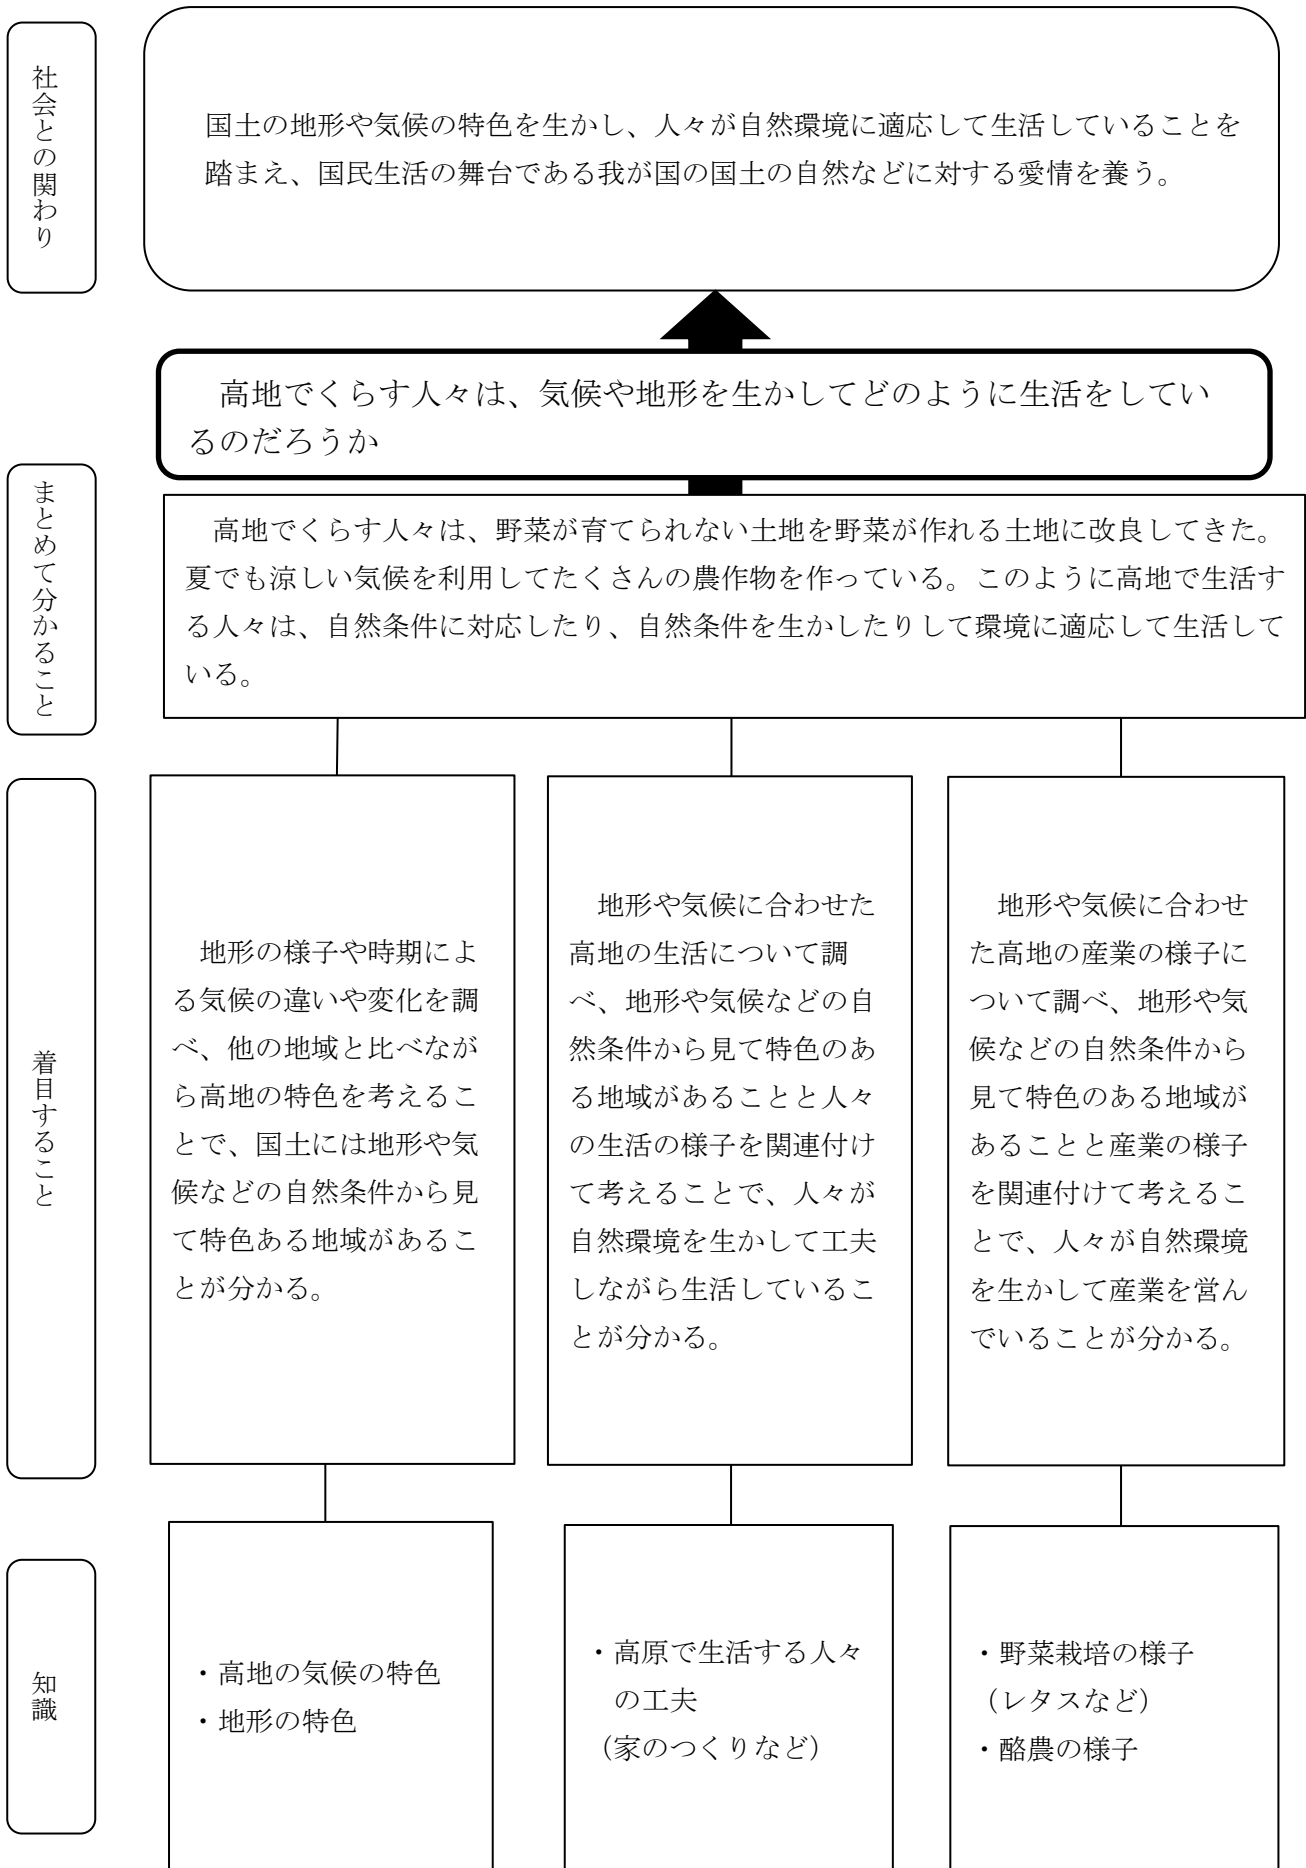 社会との関わり
国土の地形や気候の特色を生かし、人々が自然環境に適応して生活していることを
踏まえ、国民生活の舞台である我が国の国土の自然などに対する愛情を養う。
高地でくらす人々は、気候や地形を生かしてどのように生活をしてい
るのだろうか
まとめて分かること
高地でくらす人々は、野菜が育てられない土地を野菜が作れる土地に改良してきた。
夏でも涼しい気候を利用してたくさんの農作物を作っている。このように高地で生活す
る人々は、自然条件に対応したり、自然条件を生かしたりして環境に適応して生活して
いる。
着目すること
地形の様子や時期によ
る気候の違いや変化を調
べ、他の地域と比べなが
ら高地の特色を考えるこ
とで、国土には地形や気
候などの自然条件から見
て特色ある地域があるこ
とが分かる。
地形や気候に合わせた
高地の生活について調
べ、地形や気候などの自
然条件から見て特色のあ
る地域があることと人々
の生活の様子を関連付け
て考えることで、人々が
自然環境を生かして工夫
しながら生活しているこ
とが分かる。
地形や気候に合わせ
た高地の産業の様子に
ついて調べ、地形や気
候などの自然条件から
見て特色のある地域が
あることと産業の様子
を関連付けて考えるこ
とで、人々が自然環境
を生かして産業を営ん
でいることが分かる。
知識
・高地の気候の特色
・地形の特色
・高原で生活する人々
の工夫
（家のつくりなど）
・野菜栽培の様子
（レタスなど）
・酪農の様子